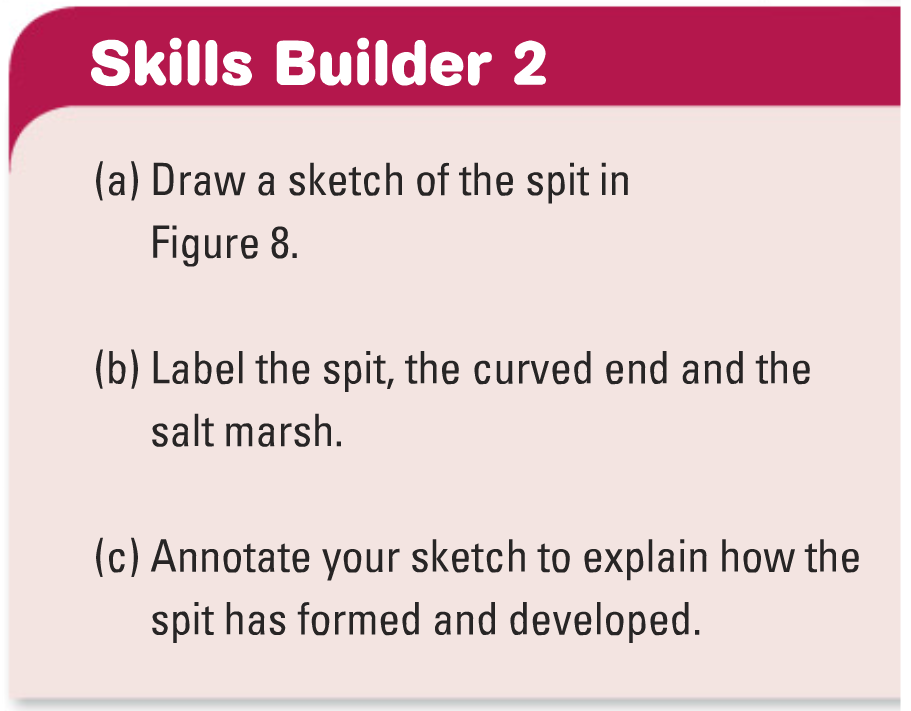 Skills Builder 2
(a) Draw a sketch of the spit in
Figure 8.
(b) Label the spit, the curved end and the
salt marsh.
(c) Annotate your sketch to explain how the
spit has formed and developed.